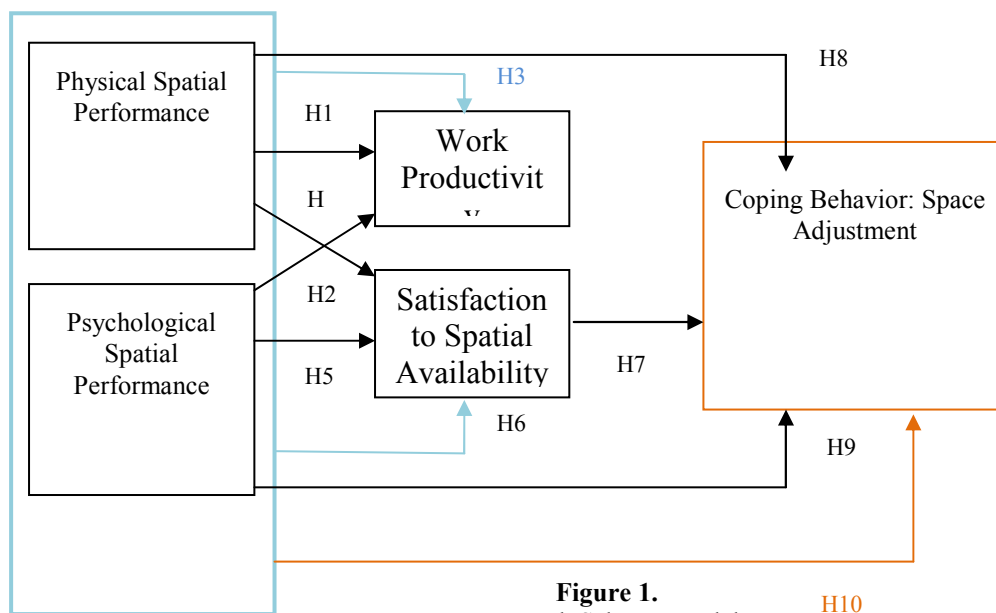 Physical Spatial
Performance
H1
H
H2
H5
Psychological
Spatial
Performance
H3
Work
Productivit
Satisfaction
to Spatial
Availability
H6
H7
H8
Coping Behavior: Space
Adjustment
H9
H10
Figure 1.